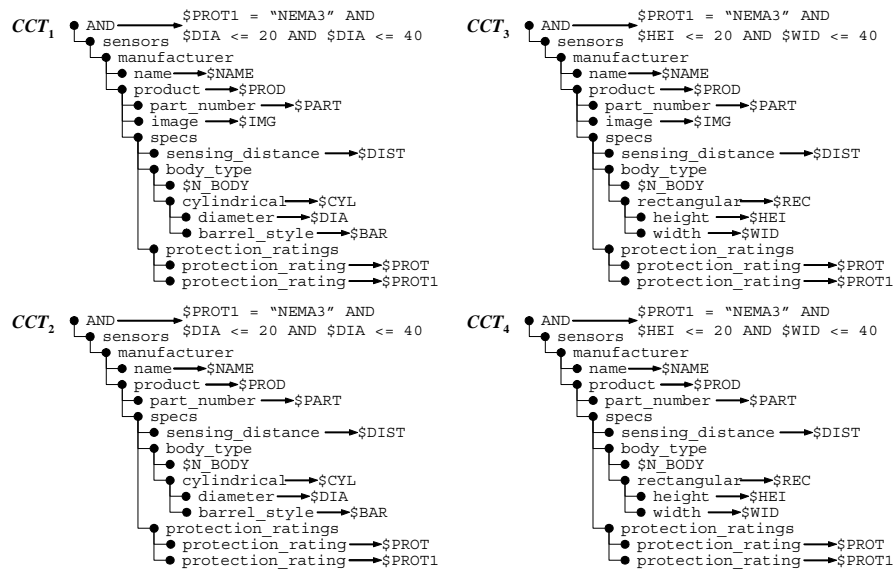 CCT1 AND $PROT1 = “NEMA3” AND
$DIA <= 20 AND $DIA <= 40
sensors
manufacturer
name $NAME
product $PROD
part_number $PART
image $IMG
specs
sensing_distance $DIST
body_type
$N_BODY
cylindrical $CYL
diameter $DIA
barrel_style $BAR
protection_ratings
protection_rating $PROT
protection_rating $PROT1
CCT2 AND $PROT1 = “NEMA3” AND
$DIA <= 20 AND $DIA <= 40
sensors
manufacturer
name $NAME
product $PROD
part_number $PART
specs
sensing_distance $DIST
body_type
$N_BODY
cylindrical $CYL
diameter $DIA
barrel_style $BAR
protection_ratings
protection_rating $PROT
protection_rating $PROT1
CCT3 AND $PROT1 = “NEMA3” AND
$HEI <= 20 AND $WID <= 40
sensors
manufacturer
name $NAME
product $PROD
part_number $PART
image $IMG
specs
sensing_distance $DIST
body_type
$N_BODY
rectangular $REC
height $HEI
width $WID
protection_ratings
protection_rating $PROT
protection_rating $PROT1
CCT4 AND $PROT1 = “NEMA3” AND
$HEI <= 20 AND $WID <= 40
sensors
manufacturer
name $NAME
product $PROD
part_number $PART
specs
sensing_distance $DIST
body_type
$N_BODY
rectangular $REC
height $HEI
width $WID
protection_ratings
protection_rating $PROT
protection_rating $PROT1